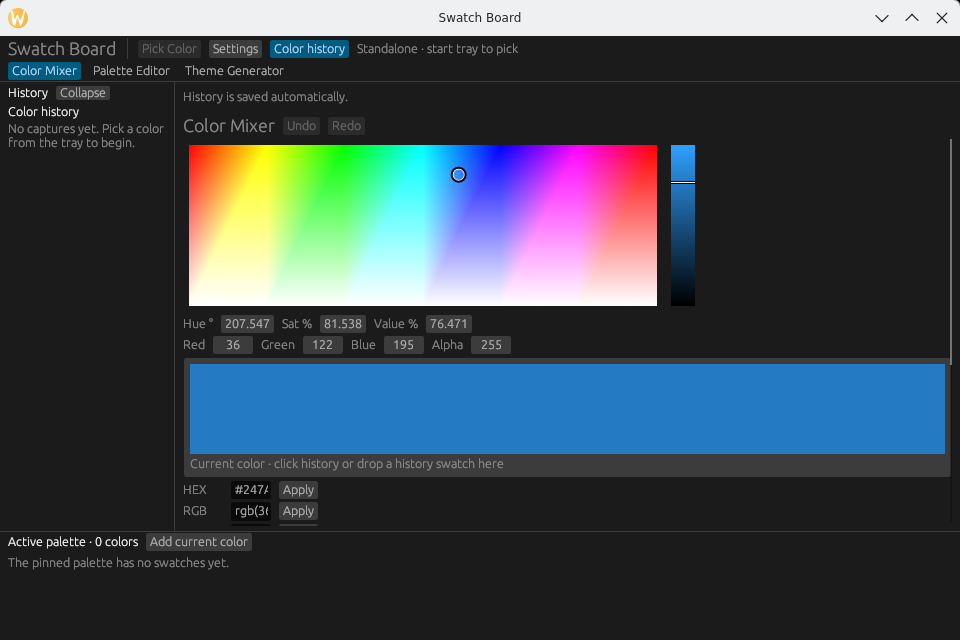 Swatch Board
Swatch Board Pick Color Settings Color history Standalone · start tray to pick
Color Mixer Palette Editor Theme Generator
History Collapse
Color history
No captures yet. Pick a color
from the tray to begin.
History is saved automatically.
Color Mixer Undo Redo
Hue ° 207.547 Sat % 81.538 Value % 76.471
Red 36 Green 122 Blue 195 Alpha 255
Current color · click history or drop a history swatch here
HEX #247 Apply
RGB rgb(36 Apply
Active palette · 0 colors Add current color
The pinned palette has no swatches yet.